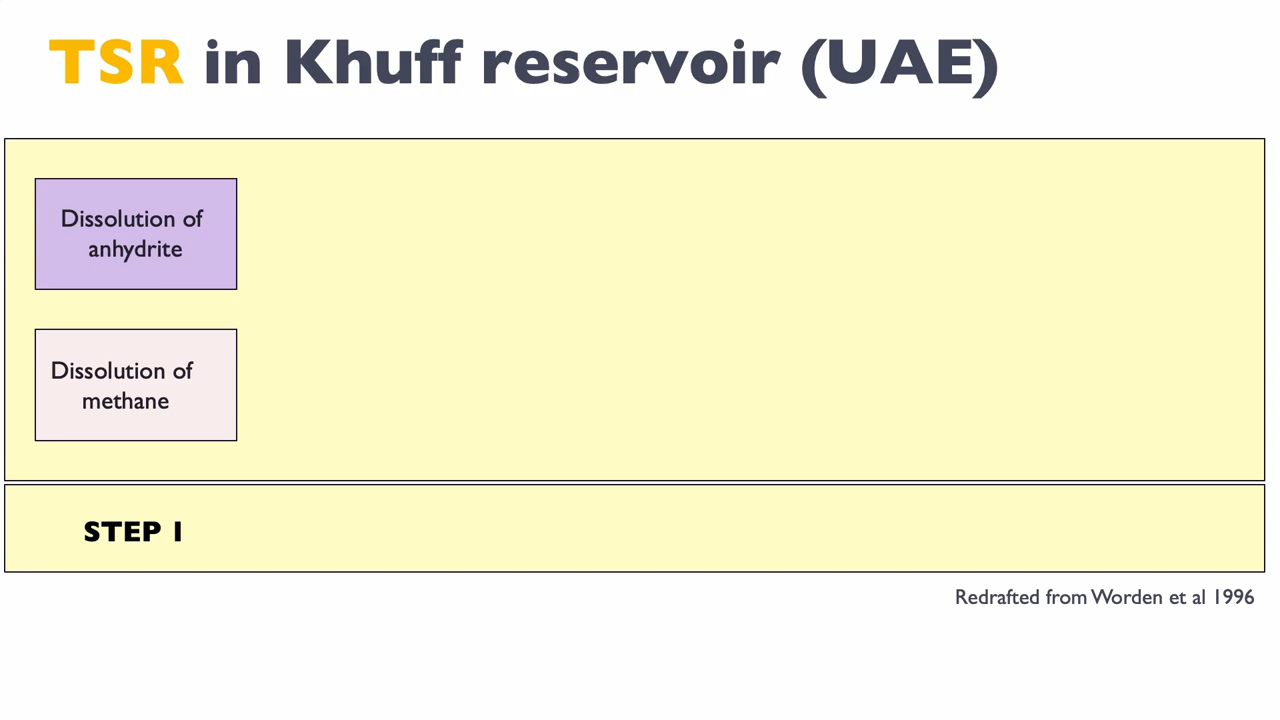 TSR in Khuff reservoir (UAE)
Dissolution of
anhydrite
Dissolution of
methane
STEP 1
Redrafted from Worden et al 1996